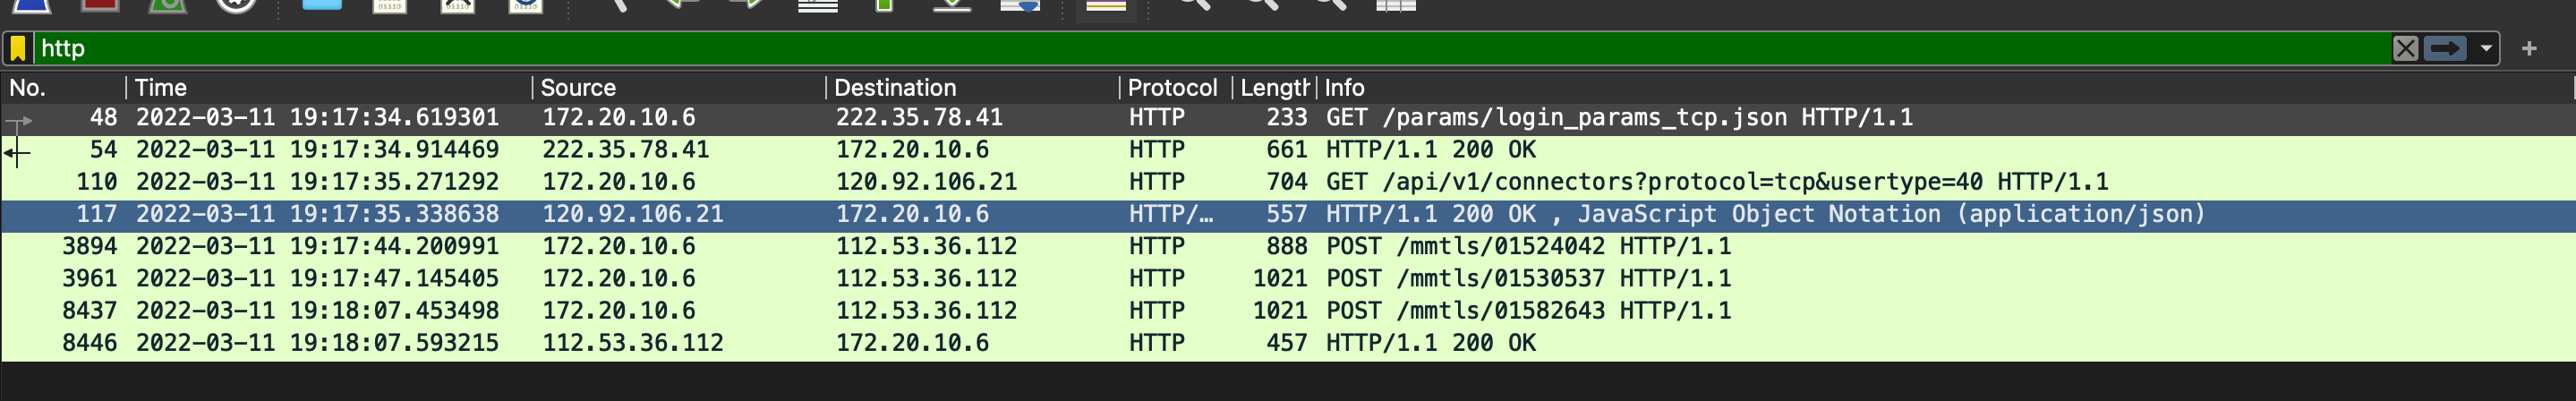 http
No. Time Source Destination Protocol Length Info
48 2022-03-11 19:17:34.619301 172.20.10.6 222.35.78.41 HTTP 233 GET /params/login_params_tcp.json HTTP/1.1
54 2022-03-11 19:17:34.914469 222.35.78.41 172.20.10.6 HTTP 661 HTTP/1.1 200 OK
110 2022-03-11 19:17:35.271292 172.20.10.6 120.92.106.21 HTTP 704 GET /api/v1/connectors?protocol=tcp&usertype=40 HTTP/1.1
117 2022-03-11 19:17:35.338638 120.92.106.21 172.20.10.6 HTTP/… 557 HTTP/1.1 200 OK , JavaScript Object Notation (application/json)
3894 2022-03-11 19:17:44.200991 172.20.10.6 112.53.36.112 HTTP 888 POST /mmtls/01524042 HTTP/1.1
3961 2022-03-11 19:17:47.145405 172.20.10.6 112.53.36.112 HTTP 1021 POST /mmtls/01530537 HTTP/1.1
8437 2022-03-11 19:18:07.453498 172.20.10.6 112.53.36.112 HTTP 1021 POST /mmtls/01582643 HTTP/1.1
8446 2022-03-11 19:18:07.593215 112.53.36.112 172.20.10.6 HTTP 457 HTTP/1.1 200 OK